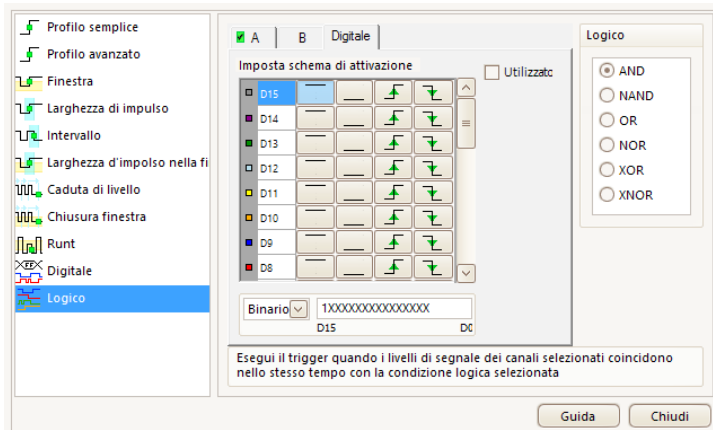 Profilo semplice
Profilo avanzato
Finestra
Larghezza di impulso
Intervallo
Larghezza d'impolso nella fi
Caduta di livello
Chiusura finestra
Runt
Digitale
Logico
A B Digitale
Imposta schema di attivazione
Utilizzato
D15
D14
D13
D12
D11
D10
D9
D8
Binario 1XXXXXXXXXXXXXXX
D15 D0
Logico
AND
NAND
OR
NOR
XOR
XNOR
Esegui il trigger quando i livelli di segnale dei canali selezionati coincidono
nello stesso tempo con la condizione logica selezionata
Guida Chiudi